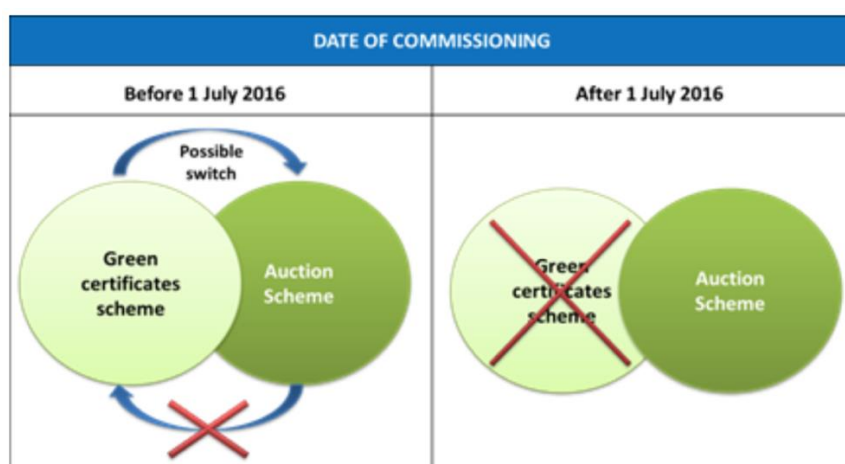 DATE OF COMMISSIONING
Before 1 July 2016
After 1 July 2016
Possible
switch
Green
certificates
scheme
Auction
Scheme
Green
certificates
scheme
Auction
Scheme